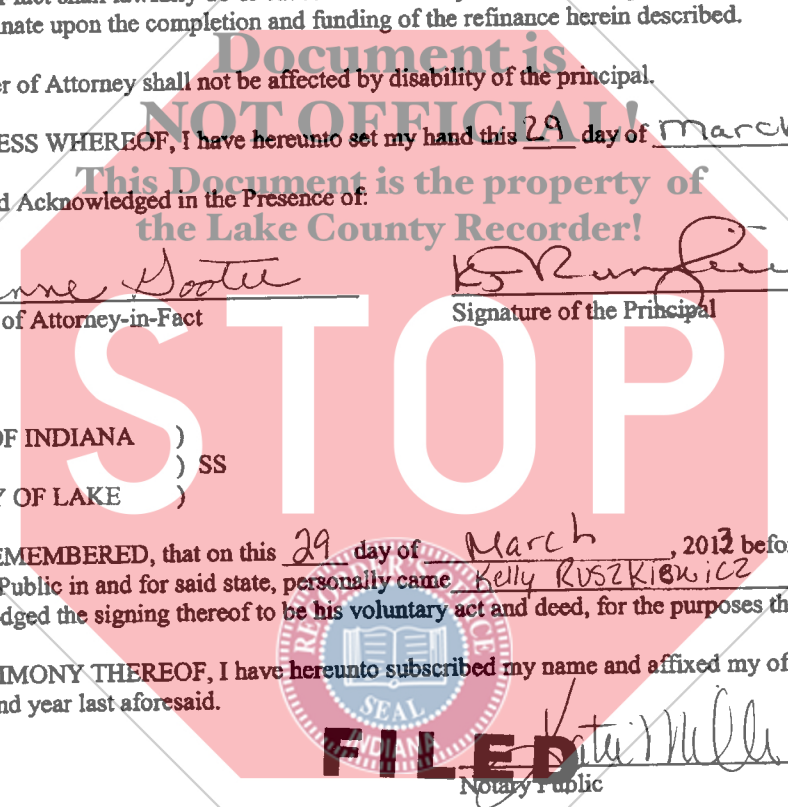 nate upon the completion and funding of the refinance herein described.
Document is
r of Attorney shall not be affected by disability of the principal.
NOT OFFICIAL!
ESS WHEREOF, I have hereunto set my hand this 29 day of March
This Document is the property of
d Acknowledged in the Presence of:
the Lake County Recorder!
nne Gootee
of Attorney-in-Fact
Signature of the Principal
STOP
OF INDIANA )
) SS
Y OF LAKE )
EMEMBERED, that on this 29 day of March, 2013 befo
Public in and for said state, personally came Kelly RUSZKIEWICZ
dged the signing thereof to be his voluntary act and deed, for the purposes th
IMONY THEREOF, I have hereunto subscribed my name and affixed my of
nd year last aforesaid.
SEAL
INDIANA
FILED
Notary Public